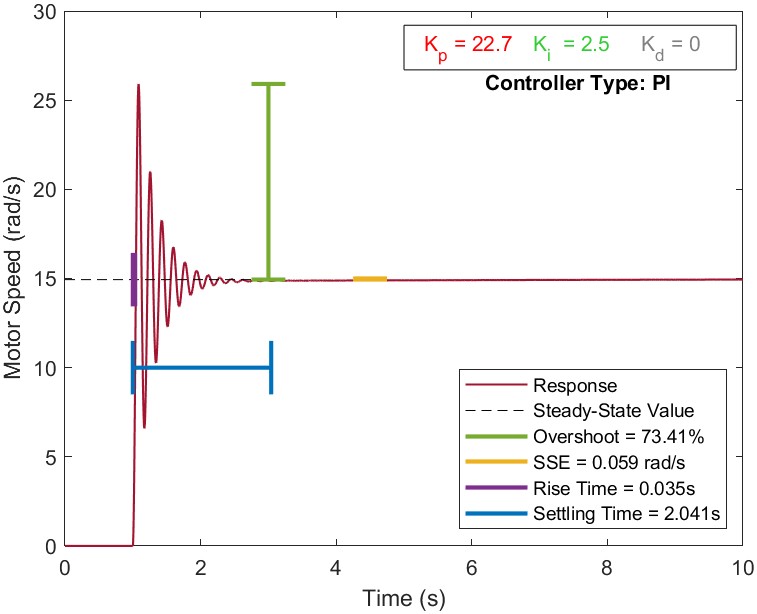 30
25
20
15
10
5
0
Motor Speed (rad/s)
Kp = 22.7 Ki = 2.5 Kd = 0
Controller Type: PI
Response
Steady-State Value
Overshoot = 73.41%
SSE = 0.059 rad/s
Rise Time = 0.035s
Settling Time = 2.041s
0 2 4 6 8 10
Time (s)